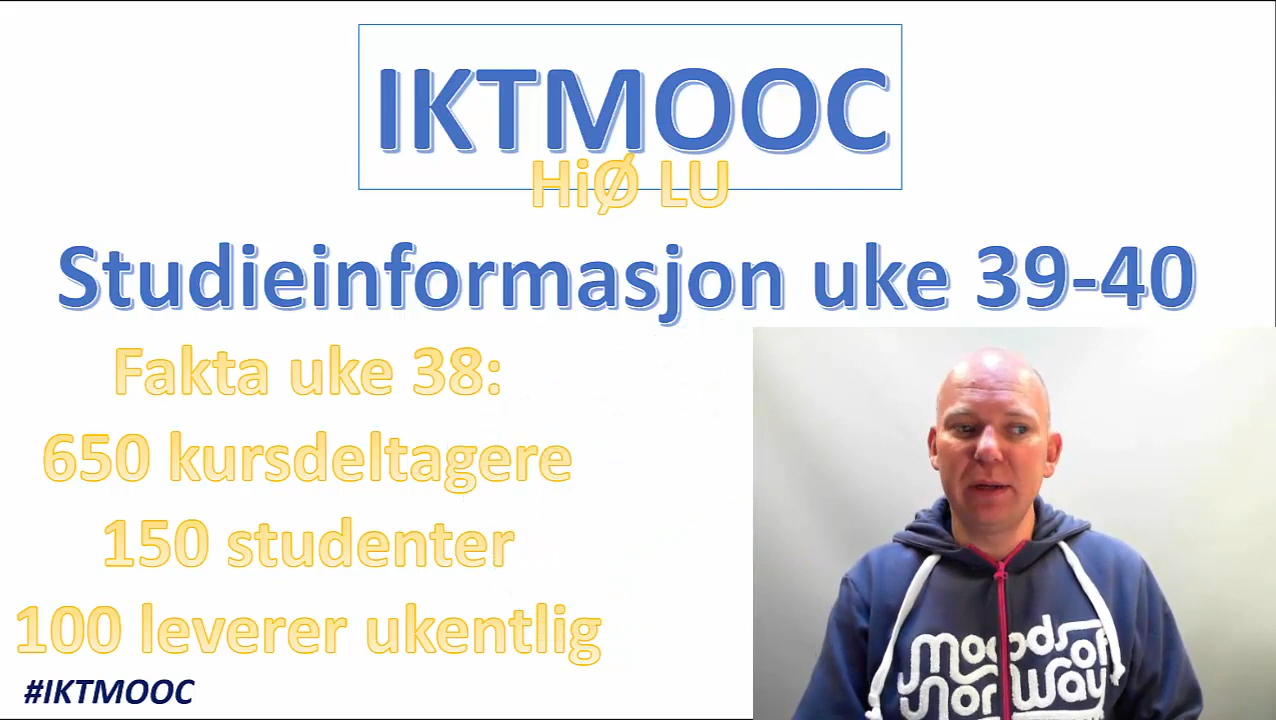 IKTMOOC
HiØ LU
Studieinformasjon uke 39-40
Fakta uke 38:
650 kursdeltagere
150 studenter
100 leverer ukentlig
#IKTMOOC
Moods of
Norway